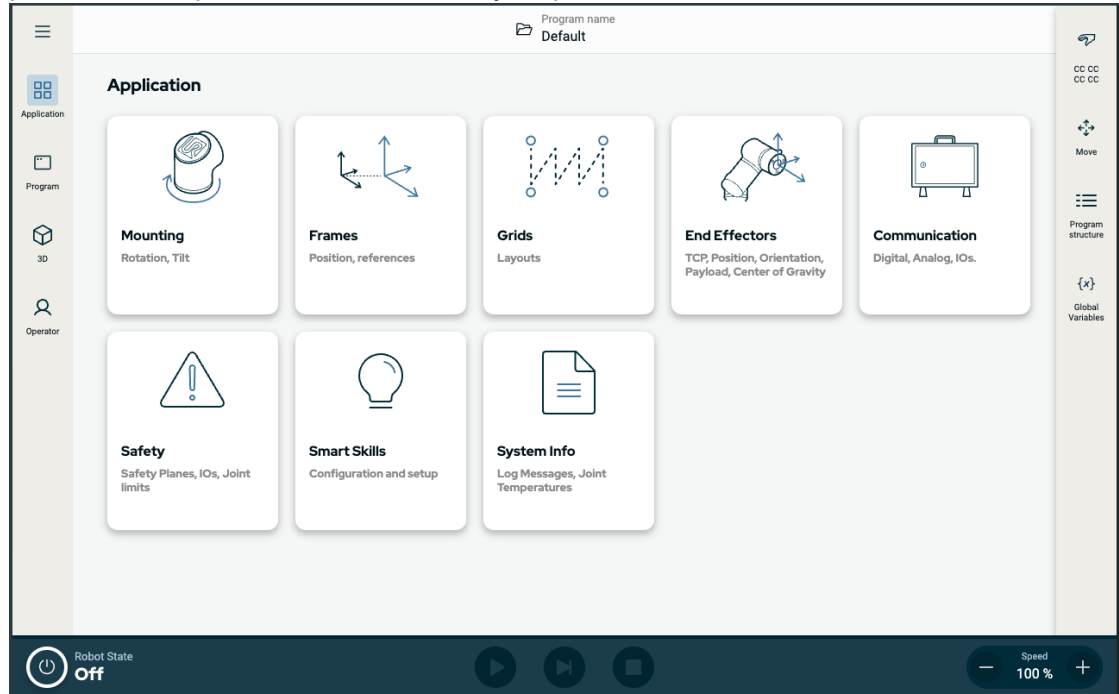 Program name
Default
Application
Program
3D
Operator
Application
Mounting
Rotation, Tilt
Frames
Position, references
Grids
Layouts
End Effectors
TCP, Position, Orientation,
Payload, Center of Gravity
Communication
Digital, Analog, IOs.
Safety
Safety Planes, IOs, Joint
limits
Smart Skills
Configuration and setup
System Info
Log Messages, Joint
Temperatures
CC CC
CC CC
Move
Program
structure
{x}
Global
Variables
Robot State
Off
Speed
100 %